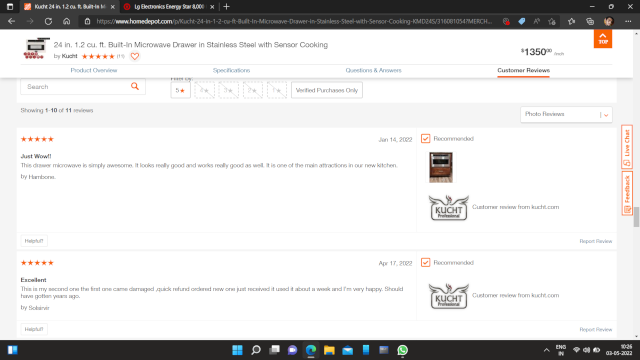 Kucht 24 in. 1.2 cu. ft. Built-In M
Lg Electronics Energy Star 8,000
https://www.homedepot.com/p/Kucht-24-in-1-2-cu-ft-Built-In-Microwave-Drawer-in-Stainless-Steel-with-Sensor-Cooking-KMD24S/316081054?MERCH...
24 in. 1.2 cu. ft. Built-In Microwave Drawer in Stainless Steel with Sensor Cooking
by Kucht (11)
$1350.00 /each
TOP
Product Overview
Specifications
Questions & Answers
Customer Reviews
Filter by:
Search
5
Verified Purchases Only
Showing 1-10 of 11 reviews
Photo Reviews
Jan 14, 2022
Recommended
Just Wow!!
This drawer microwave is simply awesome. It looks really good and works really good as well. It is one of the main attractions in our new kitchen.
by Hambone.
KUCHT
Professional
Customer review from kucht.com
Helpful?
Report Review
Apr 17, 2022
Recommended
Excellent
This is my second one the first one came damaged ,quick refund ordered new one just received it used it about a week and I'm very happy. Should
have gotten years ago.
by Solairair
KUCHT
Professional
Customer review from kucht.com
Helpful?
Report Review
Live Chat
Feedback
ENG
IN
10:26
03-05-2022